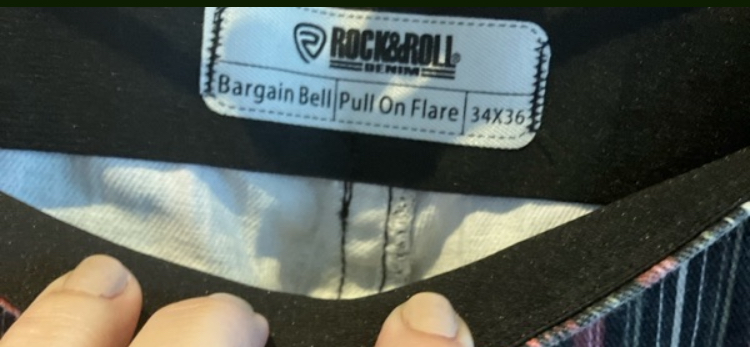 ROCK&ROLL®
DENIM
Bargain Bell Pull On Flare 34X36